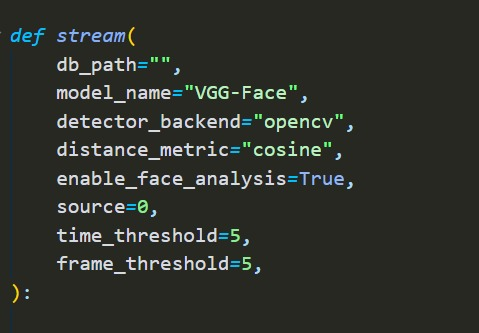 def stream(
    db_path="",
    model_name="VGG-Face",
    detector_backend="opencv",
    distance_metric="cosine",
    enable_face_analysis=True,
    source=0,
    time_threshold=5,
    frame_threshold=5,
):